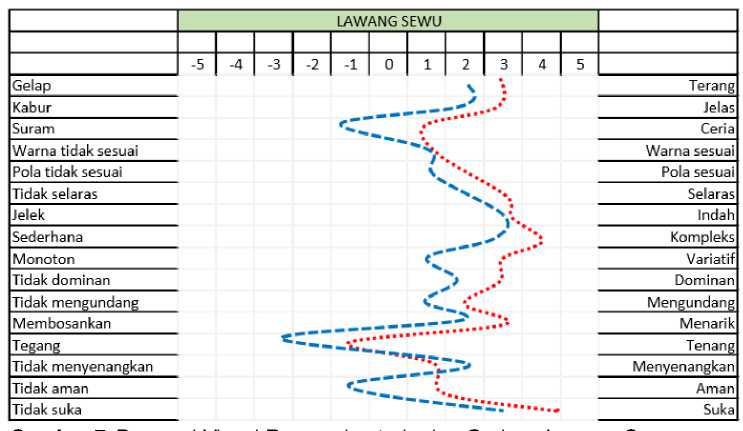 LAWANG SEWU
-5 -4 -3 -2 -1 0 1 2 3 4 5
Gelap Terang
Kabur Jelas
Suram Ceria
Warna tidak sesuai Warna sesuai
Pola tidak sesuai Pola sesuai
Tidak selaras Selaras
Jelek Indah
Sederhana Kompleks
Monoton Variatif
Tidak dominan Dominan
Tidak mengundang Mengundang
Membosankan Menarik
Tegang Tenang
Tidak menyenangkan Menyenangkan
Tidak aman Aman
Tidak suka Suka